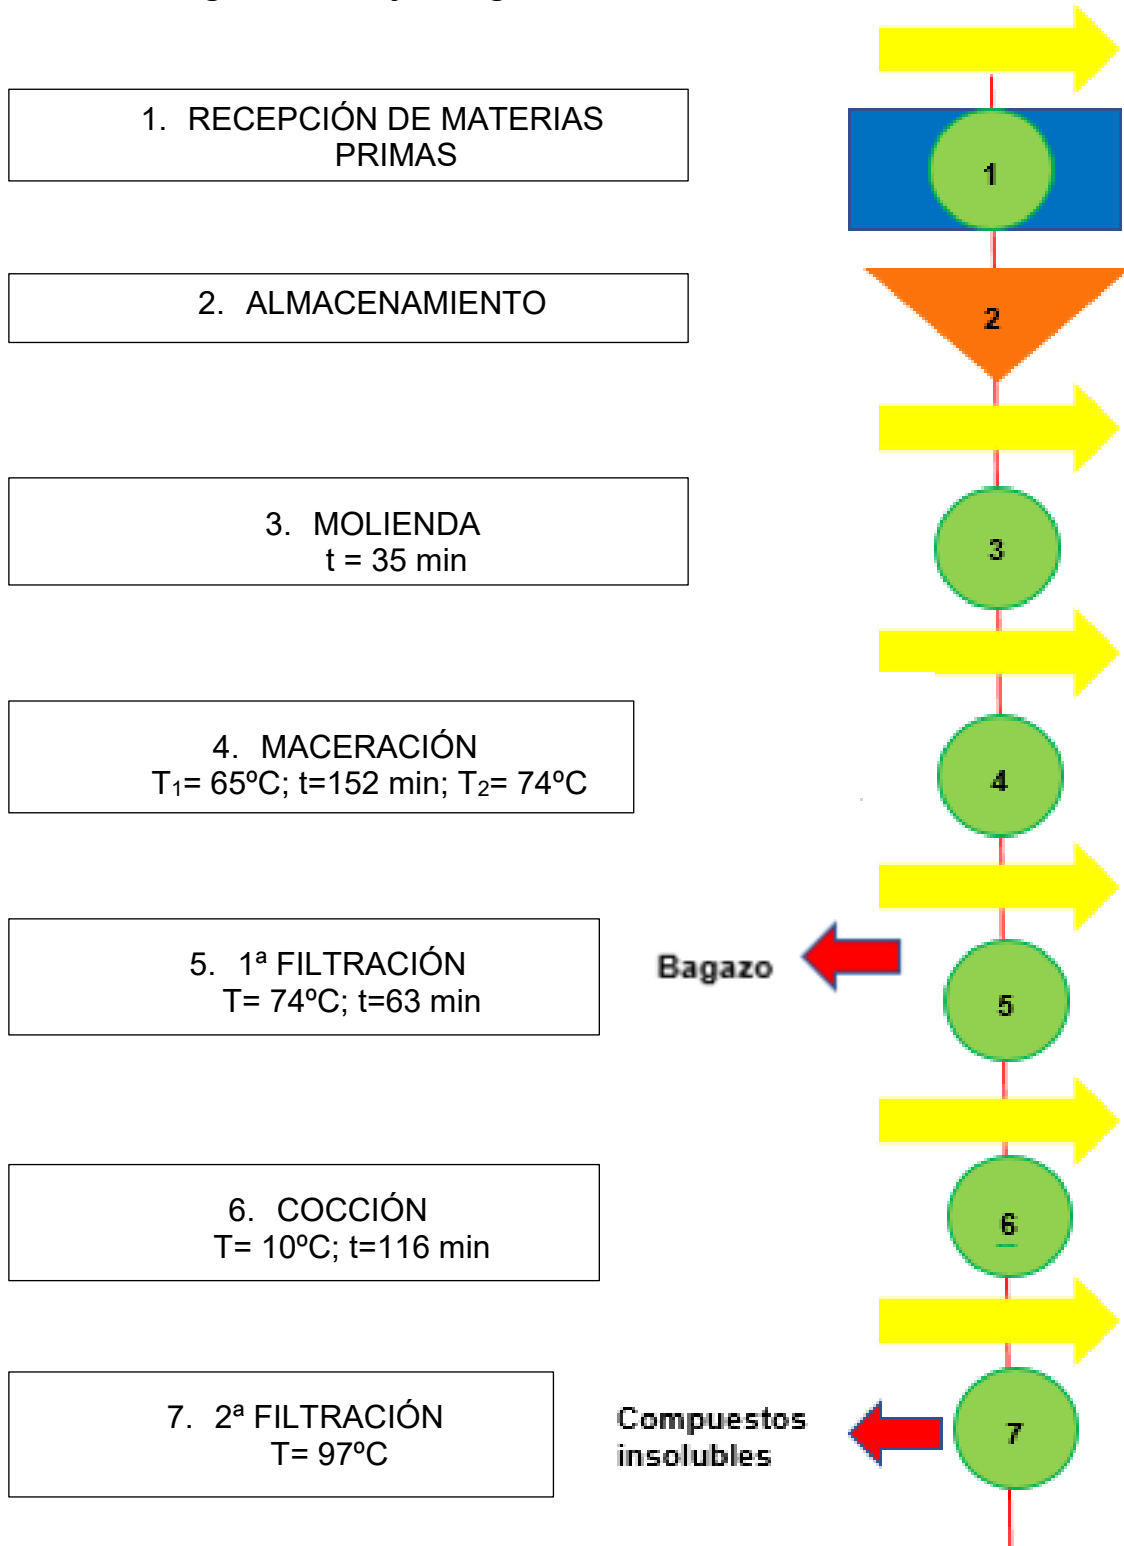 1. RECEPCIÓN DE MATERIAS
PRIMAS
1
2. ALMACENAMIENTO
2
3. MOLIENDA
t = 35 min
3
4. MACERACIÓN
T₁= 65ºC; t=152 min; T₂= 74ºC
4
5. 1ª FILTRACIÓN
T= 74ºC; t=63 min
Bagazo
5
6. COCCIÓN
T= 10ºC; t=116 min
6
7. 2ª FILTRACIÓN
T= 97ºC
Compuestos
insolubles
7